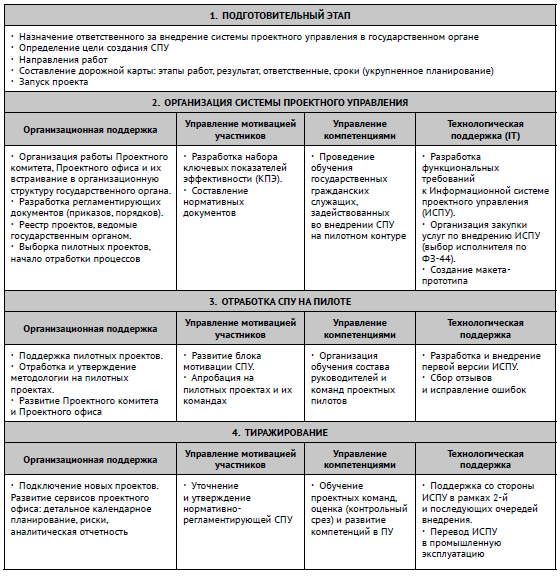 1. ПОДГОТОВИТЕЛЬНЫЙ ЭТАП
· Назначение ответственного за внедрение системы проектного управления в государственном органе
· Определение цели создания СПУ
· Направления работ
· Составление дорожной карты: этапы работ, результат, ответственные, сроки (укрупненное планирование)
· Запуск проекта
2. ОРГАНИЗАЦИЯ СИСТЕМЫ ПРОЕКТНОГО УПРАВЛЕНИЯ
Организационная поддержка
Управление мотивацией
участников
Управление
компетенциями
Технологическая
поддержка (IT)
· Организация работы Проектного
комитета, Проектного офиса и их
встраивание в организационную
структуру государственного органа.
· Разработка регламентирующих
документов (приказов, порядков).
· Реестр проектов, ведомые
государственным органом.
· Выборка пилотных проектов,
начало отработки процессов
· Разработка набора
ключевых показателей
эффективности (КПЭ).
· Составление
нормативных
документов
· Проведение
обучения
государственных
гражданских
служащих,
задействованных
во внедрении СПУ
на пилотном контуре
· Разработка
функциональных
требований
к Информационной системе
проектного управления
(ИСПУ).
· Организация закупки
услуг по внедрению ИСПУ
(выбор исполнителя по
ФЗ-44).
· Создание макета-
прототипа
3. ОТРАБОТКА СПУ НА ПИЛОТЕ
Организационная поддержка
Управление мотивацией
участников
Управление
компетенциями
Технологическая
поддержка
· Поддержка пилотных проектов.
· Отработка и утверждение
методологии на пилотных
проектах.
· Развитие Проектного комитета
и Проектного офиса
· Развитие блока
мотивации СПУ.
· Апробация на
пилотных проектах и их
командах
· Организация
обучения состава
руководителей и
команд проектных
пилотов
· Разработка и внедрение
первой версии ИСПУ.
· Сбор отзывов
и исправление ошибок
4. ТИРАЖИРОВАНИЕ
Организационная поддержка
Управление мотивацией
участников
Управление
компетенциями
Технологическая
поддержка
· Подключение новых проектов.
Развитие сервисов проектного
офиса: детальное календарное
планирование, риски,
аналитическая отчетность
· Уточнение
и утверждение
нормативно-
регламентирующей СПУ
· Обучение
проектных команд,
оценка (контрольный
срез) и развитие
компетенций в ПУ
· Поддержка со стороны
ИСПУ в рамках 2-й
и последующих очередей
внедрения.
· Перевод ИСПУ
в промышленную
эксплуатацию